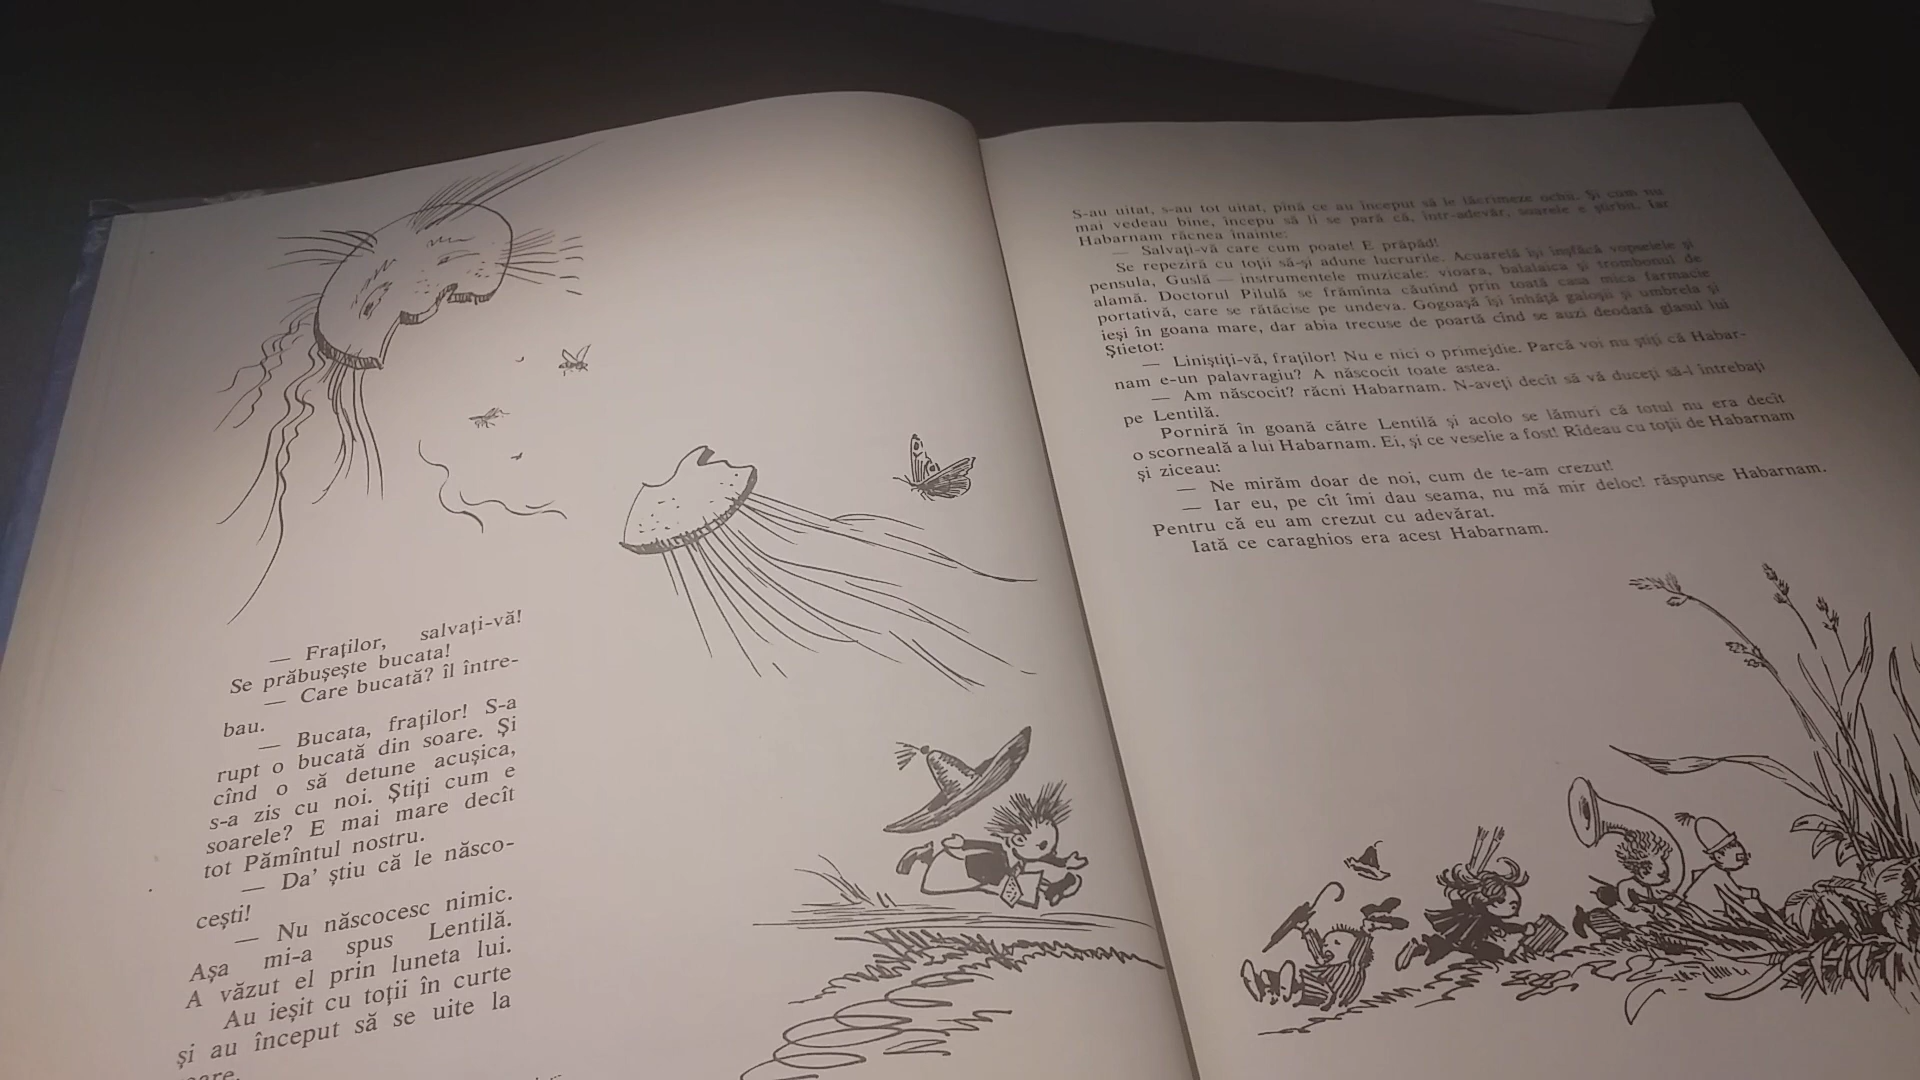 — Fraţilor, salvaţi-vă!
Se prăbuşeşte bucata!
— Care bucată? îl între-
bau.
— Bucata, fraţilor! S-a
rupt o bucată din soare. Şi
cînd o să detune acuşica,
s-a zis cu noi. Ştiţi cum e
soarele? E mai mare decît
tot Pămîntul nostru.
— Da’ ştiu că le născo-
ceşti!
— Nu născocesc nimic.
Aşa mi-a spus Lentilă.
A văzut el prin luneta lui.
Au ieşit cu toţii în curte
şi au început să se uite la
S-au uitat, s-au tot uitat, pînă ce au început să le lăcrimeze ochii. Şi cum nu
mai vedeau bine, începu să li se pară că, într-adevăr, soarele e ştirbit. Iar
Habarnam răcnea înainte:
— Salvaţi-vă care cum poate! E prăpăd!
Se repeziră cu toţii să-şi adune lucrurile. Acuarelă îşi înşfăcă vopselele şi
pensula, Guslă — instrumentele muzicale: vioara, balalaica şi trombonul de
alamă. Doctorul Pilulă se frămînta căutînd prin toată casa mica farmacie
portativă, care se rătăcise pe undeva. Gogoaşă îşi înhăţă galoşii şi umbrela şi
ieşi în goana mare, dar abia trecuse de poartă cînd se auzi deodată glasul lui
Ştietot:
— Liniştiţi-vă, fraţilor! Nu e nici o primejdie. Parcă voi nu ştiţi că Habar-
nam e-un palavragiu? A născocit toate astea.
— Am născocit? răcni Habarnam. N-aveţi decît să vă duceţi să-l întrebaţi
pe Lentilă.
Porniră în goană către Lentilă şi acolo se lămuri că totul nu era decît
o scorneală a lui Habarnam. Ei, şi ce veselie a fost! Rîdeau cu toţii de Habarnam
şi ziceau:
— Ne mirăm doar de noi, cum de te-am crezut!
— Iar eu, pe cît îmi dau seama, nu mă mir deloc! răspunse Habarnam.
Pentru că eu am crezut cu adevărat.
Iată ce caraghios era acest Habarnam.